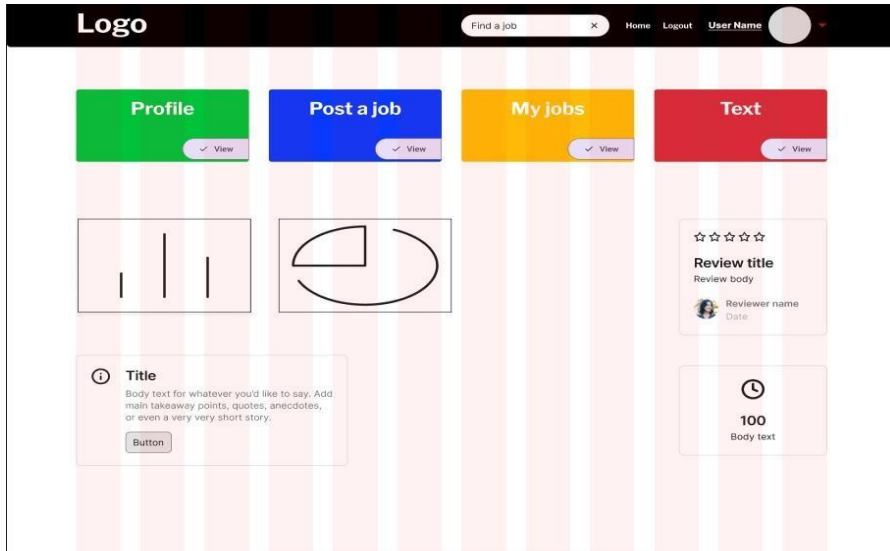 Logo
Find a job
Home
Logout
User Name
Profile
View
Post a job
View
My jobs
View
Text
View
Review title
Review body
Reviewer name
Date
Title
Body text for whatever you'd like to say. Add
main takeaway points, quotes, anecdotes,
or even a very very short story.
Button
100
Body text